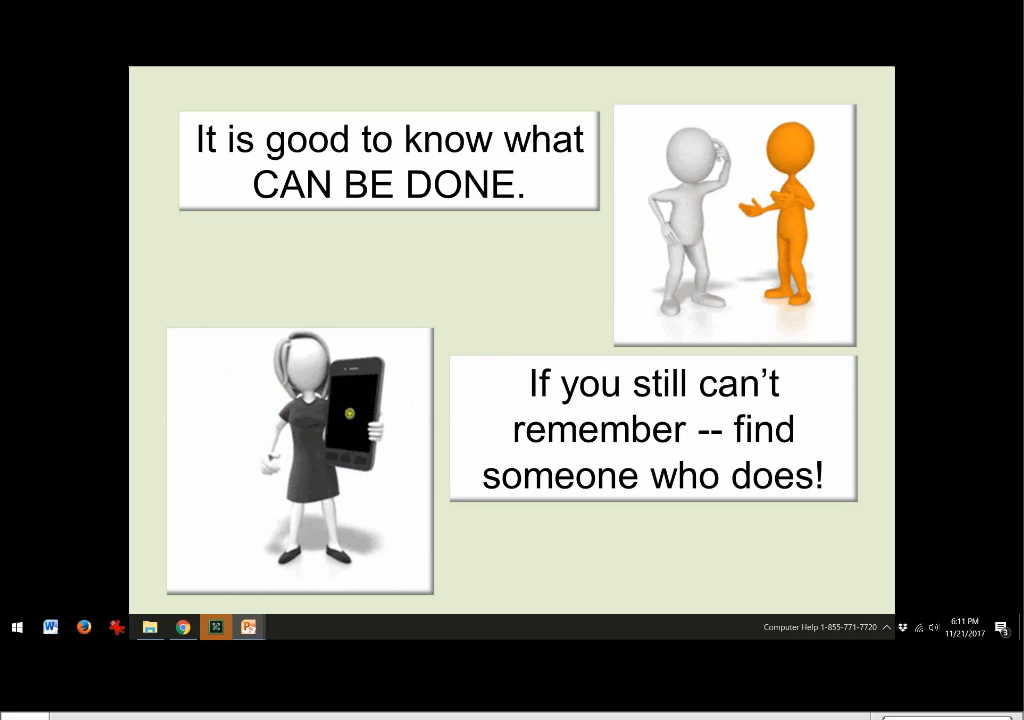 It is good to know what
CAN BE DONE.
If you still can’t
remember -- find
someone who does!
Computer Help 1-855-771-7720
6:11 PM
11/21/2017
3